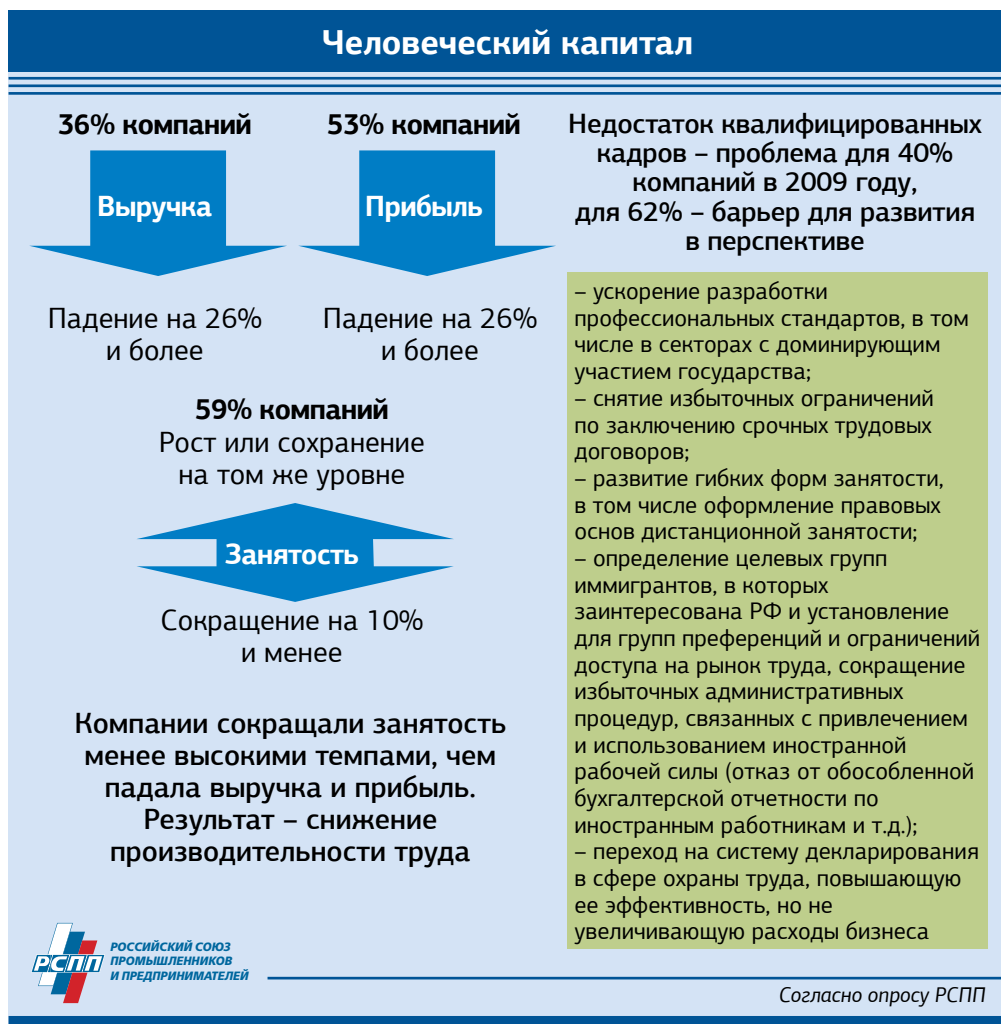 Человеческий капитал
36% компаний
Выручка
Падение на 26%
и более
53% компаний
Прибыль
Падение на 26%
и более
59% компаний
Рост или сохранение
на том же уровне
Занятость
Сокращение на 10%
и менее
Компании сокращали занятость
менее высокими темпами, чем
падала выручка и прибыль.
Результат – снижение
производительности труда
Недостаток квалифицированных
кадров – проблема для 40%
компаний в 2009 году,
для 62% – барьер для развития
в перспективе
– ускорение разработки
профессиональных стандартов, в том
числе в секторах с доминирующим
участием государства;
– снятие избыточных ограничений
по заключению срочных трудовых
договоров;
– развитие гибких форм занятости,
в том числе оформление правовых
основ дистанционной занятости;
– определение целевых групп
иммигрантов, в которых
заинтересована РФ и установление
для групп преференций и ограничений
доступа на рынок труда, сокращение
избыточных административных
процедур, связанных с привлечением
и использованием иностранной
рабочей силы (отказ от обособленной
бухгалтерской отчетности по
иностранным работникам и т.д.);
– переход на систему декларирования
в сфере охраны труда, повышающую
ее эффективность, но не
увеличивающую расходы бизнеса
РСПП
РОССИЙСКИЙ СОЮЗ
ПРОМЫШЛЕННИКОВ
И ПРЕДПРИНИМАТЕЛЕЙ
Согласно опросу РСПП